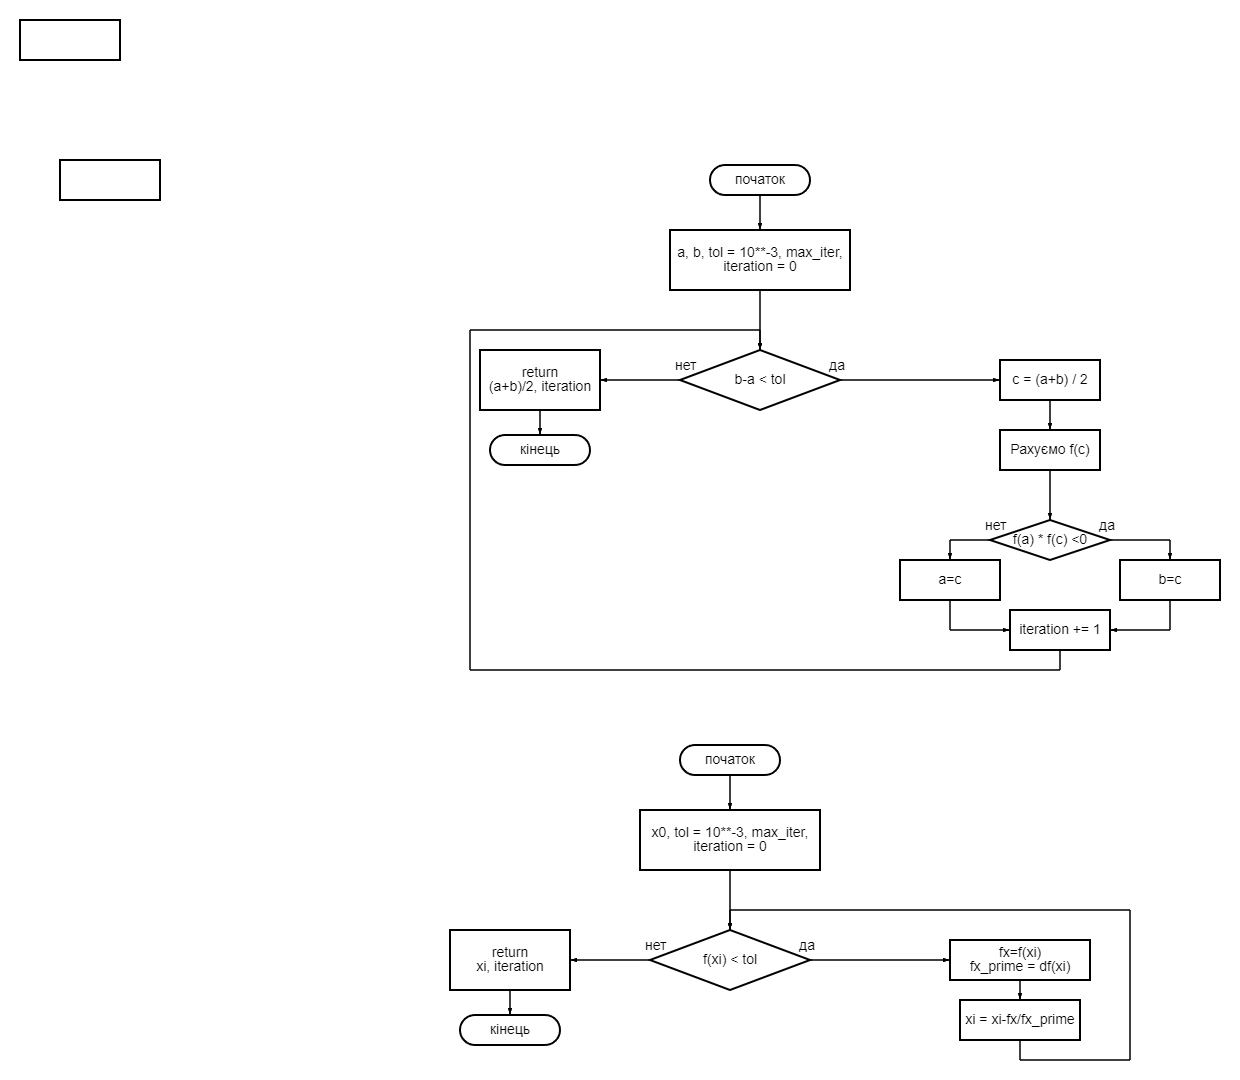 початок
a, b, tol = 10**-3, max_iter,
iteration = 0
нет
да
return
(a+b)/2, iteration
b-a < tol
c = (a+b) / 2
кінець
Рахуємо f(c)
нет
да
f(a) * f(c) <0
a=c
b=c
iteration += 1
початок
x0, tol = 10**-3, max_iter,
iteration = 0
нет
да
return
xi, iteration
f(xi) < tol
fx=f(xi)
fx_prime = df(xi)
кінець
xi = xi-fx/fx_prime